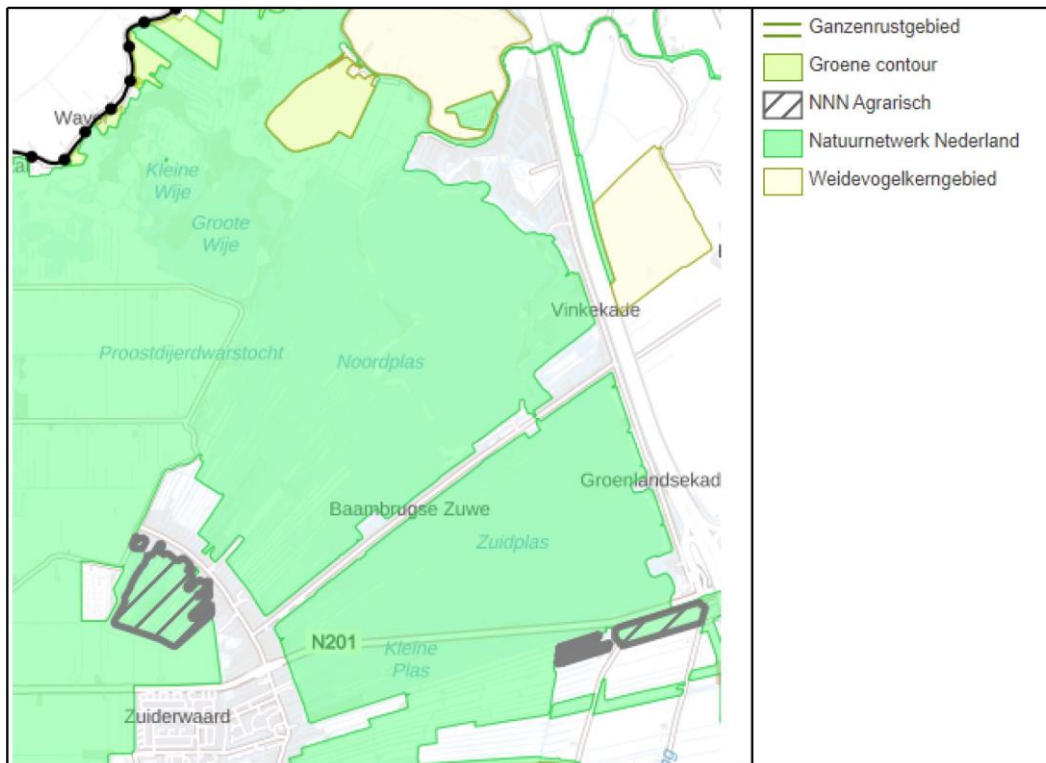 Wave
Kleine
Wije
Groote
Wije
Vinkekade
Proostdijerdwarstocht
Noordplas
Groenlandsekad
Baambrugse Zuwe
Zuidplas
N201
Kleine
Plas
Zuiderwaard
Ganzenrustgebied
Groene contour
NNN Agrarisch
Natuurnetwerk Nederland
Weidevogelkerngebied